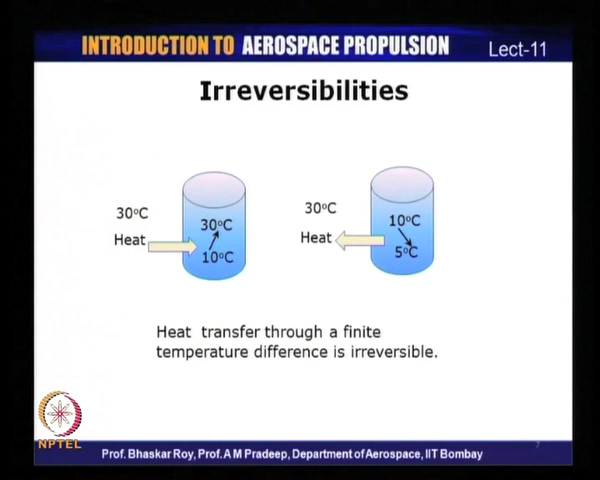 INTRODUCTION TO AEROSPACE PROPULSION Lect-11
Irreversibilities
30°C
Heat
30°C
10°C
30°C
Heat
10°C
5°C
Heat transfer through a finite
temperature difference is irreversible.
NPTEL
Prof. Bhaskar Roy, Prof. A M Pradeep, Department of Aerospace, IIT Bombay
7